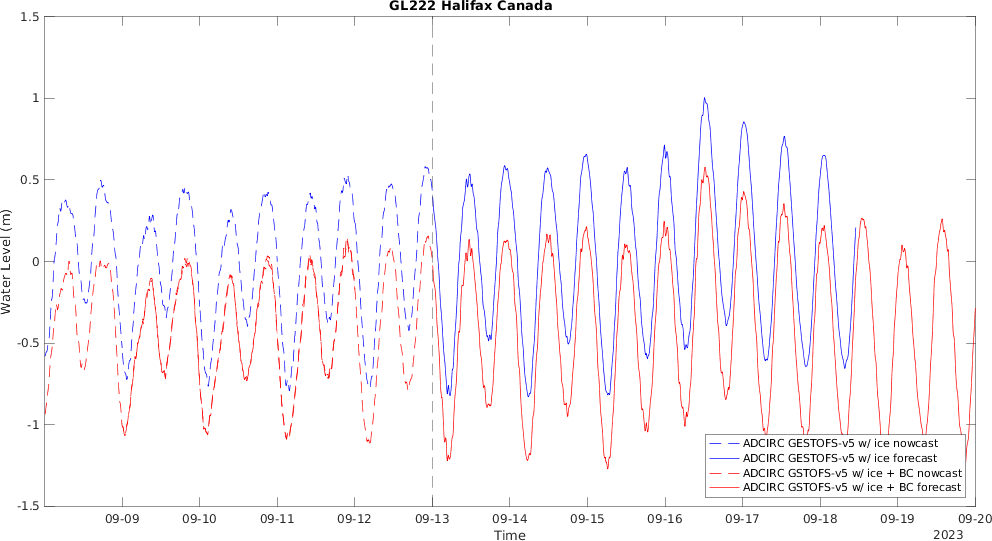 GL222 Halifax Canada
1.5
1
0.5
0
-0.5
-1
-1.5
Water Level (m)
ADCIRC GESTOFS-v5 w/ ice nowcast
ADCIRC GESTOFS-v5 w/ ice forecast
ADCIRC GSTOFS-v5 w/ ice + BC nowcast
ADCIRC GSTOFS-v5 w/ ice + BC forecast
09-09 09-10 09-11 09-12 09-13 09-14 09-15 09-16 09-17 09-18 09-19 09-20
Time
2023